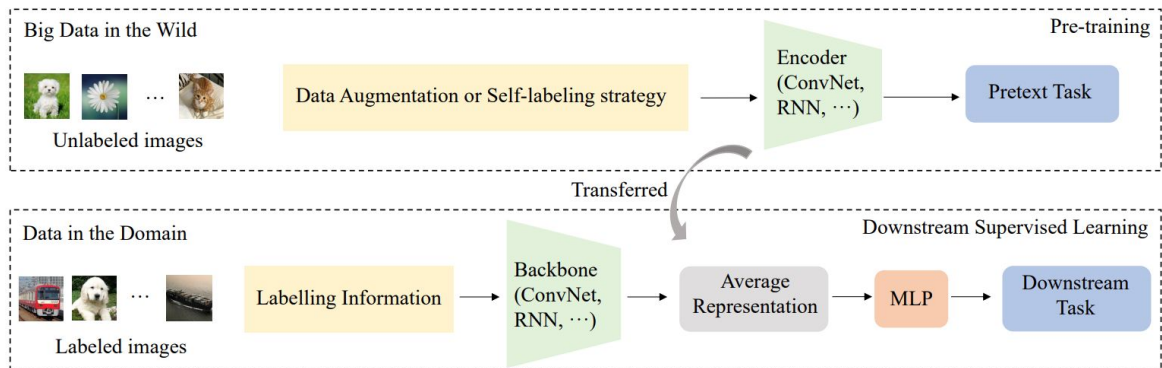 Big Data in the Wild
Pre-training
Unlabeled images
...
Data Augmentation or Self-labeling strategy
Encoder
(ConvNet,
RNN, ···)
Pretext Task
Transferred
Data in the Domain
Downstream Supervised Learning
Labeled images
...
Labelling Information
Backbone
(ConvNet,
RNN, ···)
Average
Representation
MLP
Downstream
Task